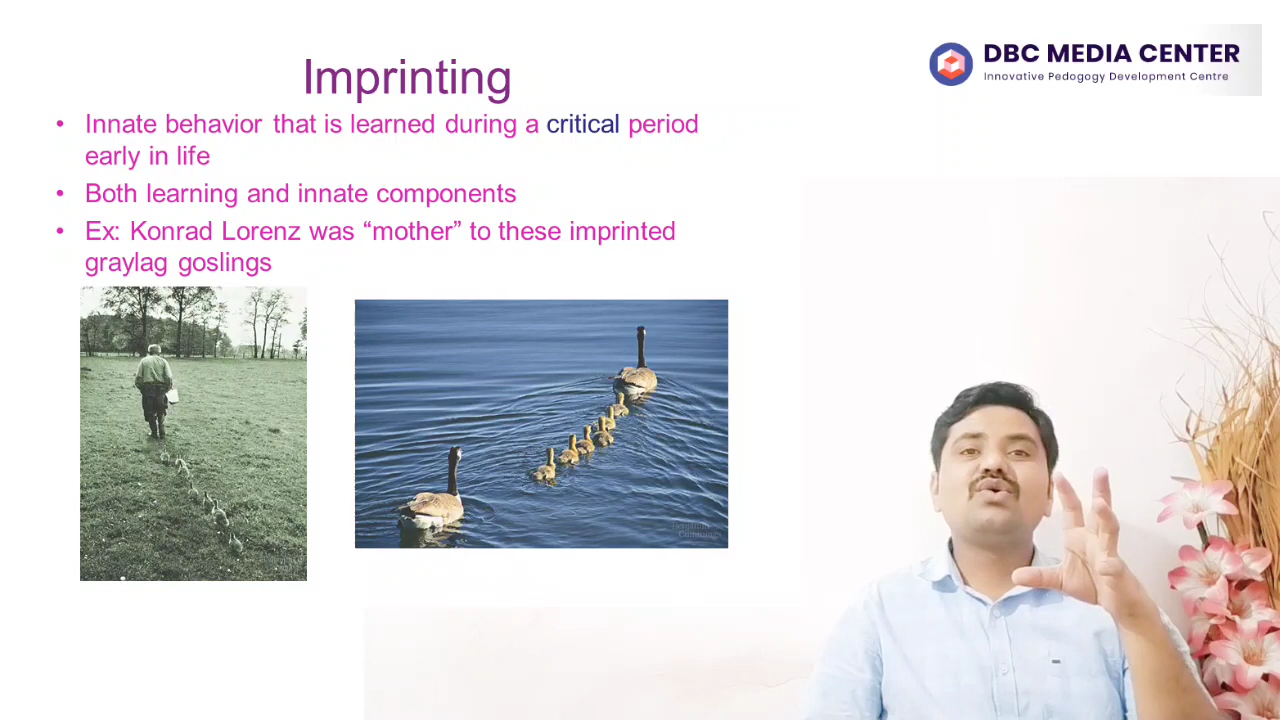 Imprinting
DBC MEDIA CENTER
Innovative Pedogogy Development Centre
• Innate behavior that is learned during a critical period
early in life
• Both learning and innate components
• Ex: Konrad Lorenz was “mother” to these imprinted
graylag goslings